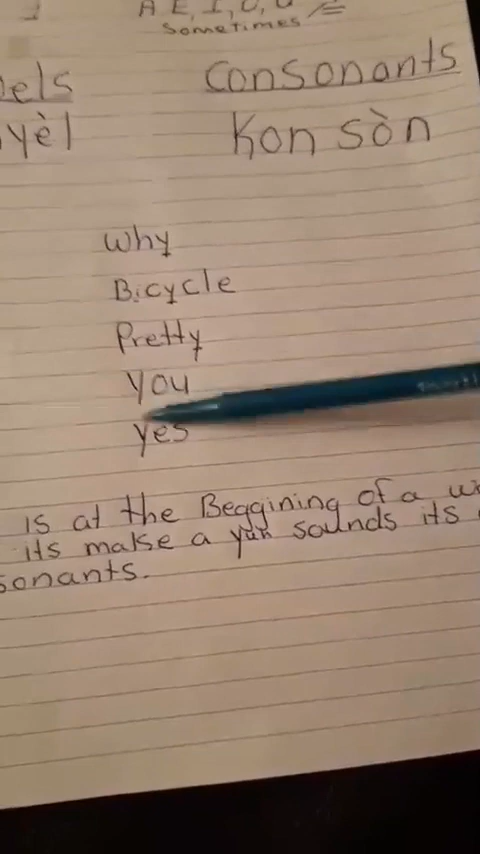 A E, I, O, U
Sometimes
els
Consonants
yèl
Kon sòn
Why
Bicycle
Pretty
you
yes
is at the Beggining of a
its make a yuh sounds its
sonants.